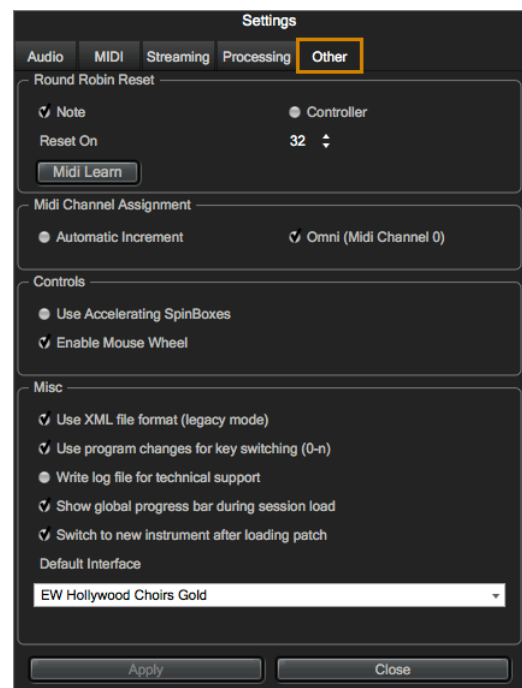 Settings
Audio MIDI Streaming Processing Other
Round Robin Reset
Note Controller
Reset On 32
Midi Learn
Midi Channel Assignment
Automatic Increment Omni (Midi Channel 0)
Controls
Use Accelerating SpinBoxes
Enable Mouse Wheel
Misc
Use XML file format (legacy mode)
Use program changes for key switching (0-n)
Write log file for technical support
Show global progress bar during session load
Switch to new instrument after loading patch
Default Interface
EW Hollywood Choirs Gold
Apply Close